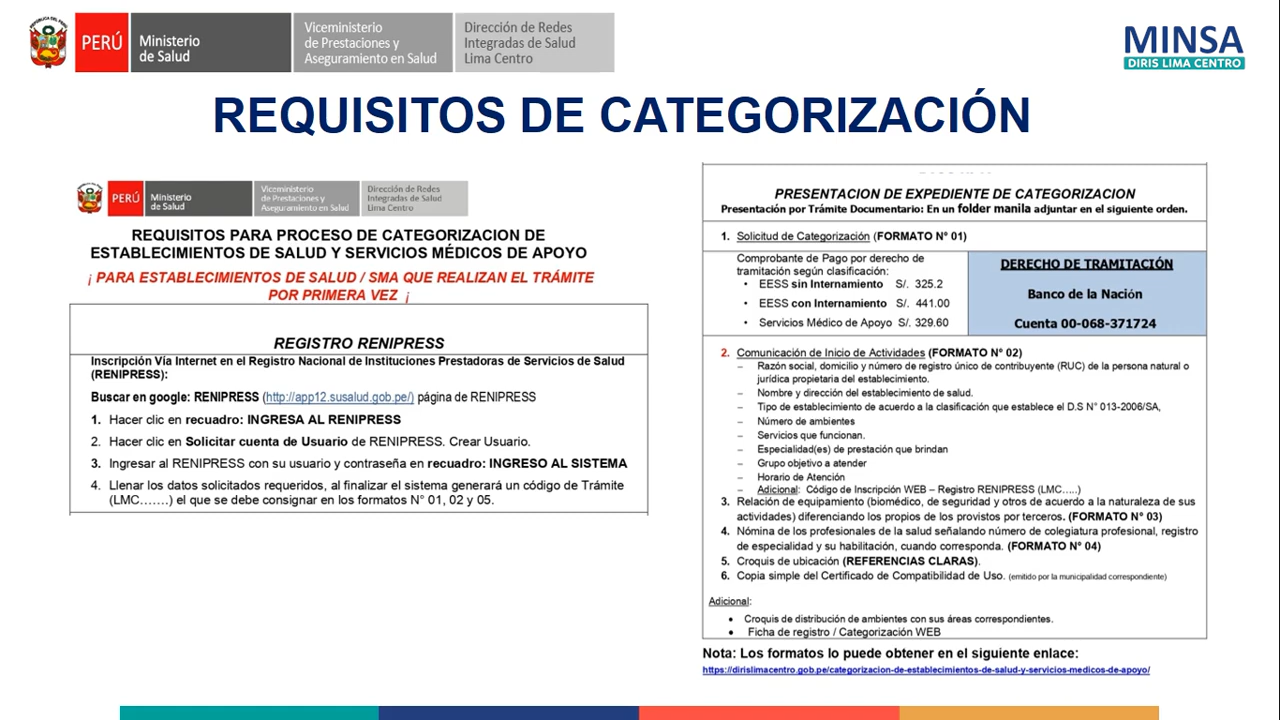 PERÚ
Ministerio
de Salud
Viceministerio
de Prestaciones y
Aseguramiento en Salud
Dirección de Redes
Integradas de Salud
Lima Centro
MINSA
DIRIS LIMA CENTRO
REQUISITOS DE CATEGORIZACIÓN
PERÚ
Ministerio
de Salud
Viceministerio
de Prestaciones y
Aseguramiento en Salud
Dirección de Redes
Integradas de Salud
Lima Centro
REQUISITOS PARA PROCESO DE CATEGORIZACION DE
ESTABLECIMIENTOS DE SALUD Y SERVICIOS MÉDICOS DE APOYO
¡ PARA ESTABLECIMIENTOS DE SALUD / SMA QUE REALIZAN EL TRÁMITE
POR PRIMERA VEZ ¡
REGISTRO RENIPRESS
Inscripción Vía Internet en el Registro Nacional de Instituciones Prestadoras de Servicios de Salud
(RENIPRESS):
Buscar en google: RENIPRESS (http://app12.susalud.gob.pe/) página de RENIPRESS
1. Hacer clic en recuadro: INGRESA AL RENIPRESS
2. Hacer clic en Solicitar cuenta de Usuario de RENIPRESS. Crear Usuario.
3. Ingresar al RENIPRESS con su usuario y contraseña en recuadro: INGRESO AL SISTEMA
4. Llenar los datos solicitados requeridos, al finalizar el sistema generará un código de Trámite
(LMC…….) el que se debe consignar en los formatos N° 01, 02 y 05.
PRESENTACION DE EXPEDIENTE DE CATEGORIZACION
Presentación por Trámite Documentario: En un folder manila adjuntar en el siguiente orden.
1. Solicitud de Categorización (FORMATO N° 01)
Comprobante de Pago por derecho de
tramitación según clasificación:
• EESS sin Internamiento S/. 325.2
• EESS con Internamiento S/. 441.00
• Servicios Médico de Apoyo S/. 329.60
DERECHO DE TRAMITACIÓN
Banco de la Nación
Cuenta 00-068-371724
2. Comunicación de Inicio de Actividades (FORMATO N° 02)
– Razón social, domicilio y número de registro único de contribuyente (RUC) de la persona natural o
jurídica propietaria del establecimiento.
– Nombre y dirección del establecimiento de salud.
– Tipo de establecimiento de acuerdo a la clasificación que establece el D.S N° 013-2006/SA,
– Número de ambientes
– Servicios que funcionan.
– Especialidad(es) de prestación que brindan
– Grupo objetivo a atender
– Horario de Atención
– Adicional: Código de Inscripción WEB – Registro RENIPRESS (LMC…..)
3. Relación de equipamiento (biomédico, de seguridad y otros de acuerdo a la naturaleza de sus
actividades) diferenciando los propios de los provistos por terceros. (FORMATO N° 03)
4. Nómina de los profesionales de la salud señalando número de colegiatura profesional, registro
de especialidad y su habilitación, cuando corresponda. (FORMATO N° 04)
5. Croquis de ubicación (REFERENCIAS CLARAS).
6. Copia simple del Certificado de Compatibilidad de Uso. (emitido por la municipalidad correspondiente)
Adicional:
• Croquis de distribución de ambientes con sus áreas correspondientes.
• Ficha de registro / Categorización WEB
Nota: Los formatos lo puede obtener en el siguiente enlace:
https://dirislimacentro.gob.pe/categorizacion-de-establecimientos-de-salud-y-servicios-medicos-de-apoyo/